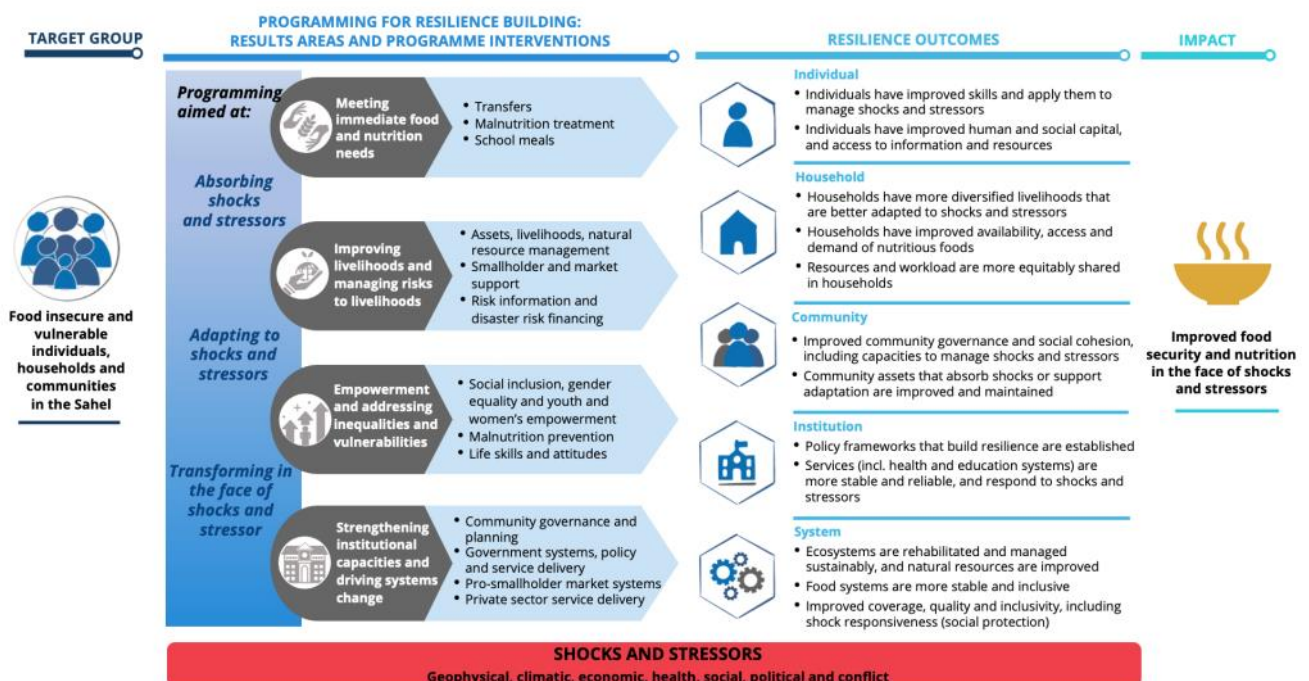 TARGET GROUP
PROGRAMMING FOR RESILIENCE BUILDING:
RESULTS AREAS AND PROGRAMME INTERVENTIONS
RESILIENCE OUTCOMES
IMPACT
Food insecure and
vulnerable
individuals,
households and
communities
in the Sahel
Programming
aimed at:
Absorbing
shocks
and stressors
Adapting to
shocks and
stressors
Transforming in
the face of
shocks and
stressor
Meeting
immediate food
and nutrition
needs
• Transfers
• Malnutrition treatment
• School meals
Improving
livelihoods and
managing risks
to livelihoods
• Assets, livelihoods, natural
resource management
• Smallholder and market
support
• Risk information and
disaster risk financing
Empowerment
and addressing
inequalities and
vulnerabilities
• Social inclusion, gender
equality and youth and
women's empowerment
• Malnutrition prevention
• Life skills and attitudes
Strengthening
institutional
capacities and
driving systems
change
• Community governance and
planning
• Government systems, policy
and service delivery
• Pro-smallholder market systems
• Private sector service delivery
Individual
• Individuals have improved skills and apply them to
manage shocks and stressors
• Individuals have improved human and social capital,
and access to information and resources
Household
• Households have more diversified livelihoods that
are better adapted to shocks and stressors
• Households have improved availability, access and
demand of nutritious foods
• Resources and workload are more equitably shared
in households
Community
• Improved community governance and social cohesion,
including capacities to manage shocks and stressors
• Community assets that absorb shocks or support
adaptation are improved and maintained
Institution
• Policy frameworks that build resilience are established
• Services (incl. health and education systems) are
more stable and reliable, and respond to shocks and
stressors
System
• Ecosystems are rehabilitated and managed
sustainably, and natural resources are improved
• Food systems are more stable and inclusive
• Improved coverage, quality and inclusivity, including
shock responsiveness (social protection)
Improved food
security and nutrition
in the face of shocks
and stressors
SHOCKS AND STRESSORS
Geophysical, climatic, economic, health, social, political and conflict